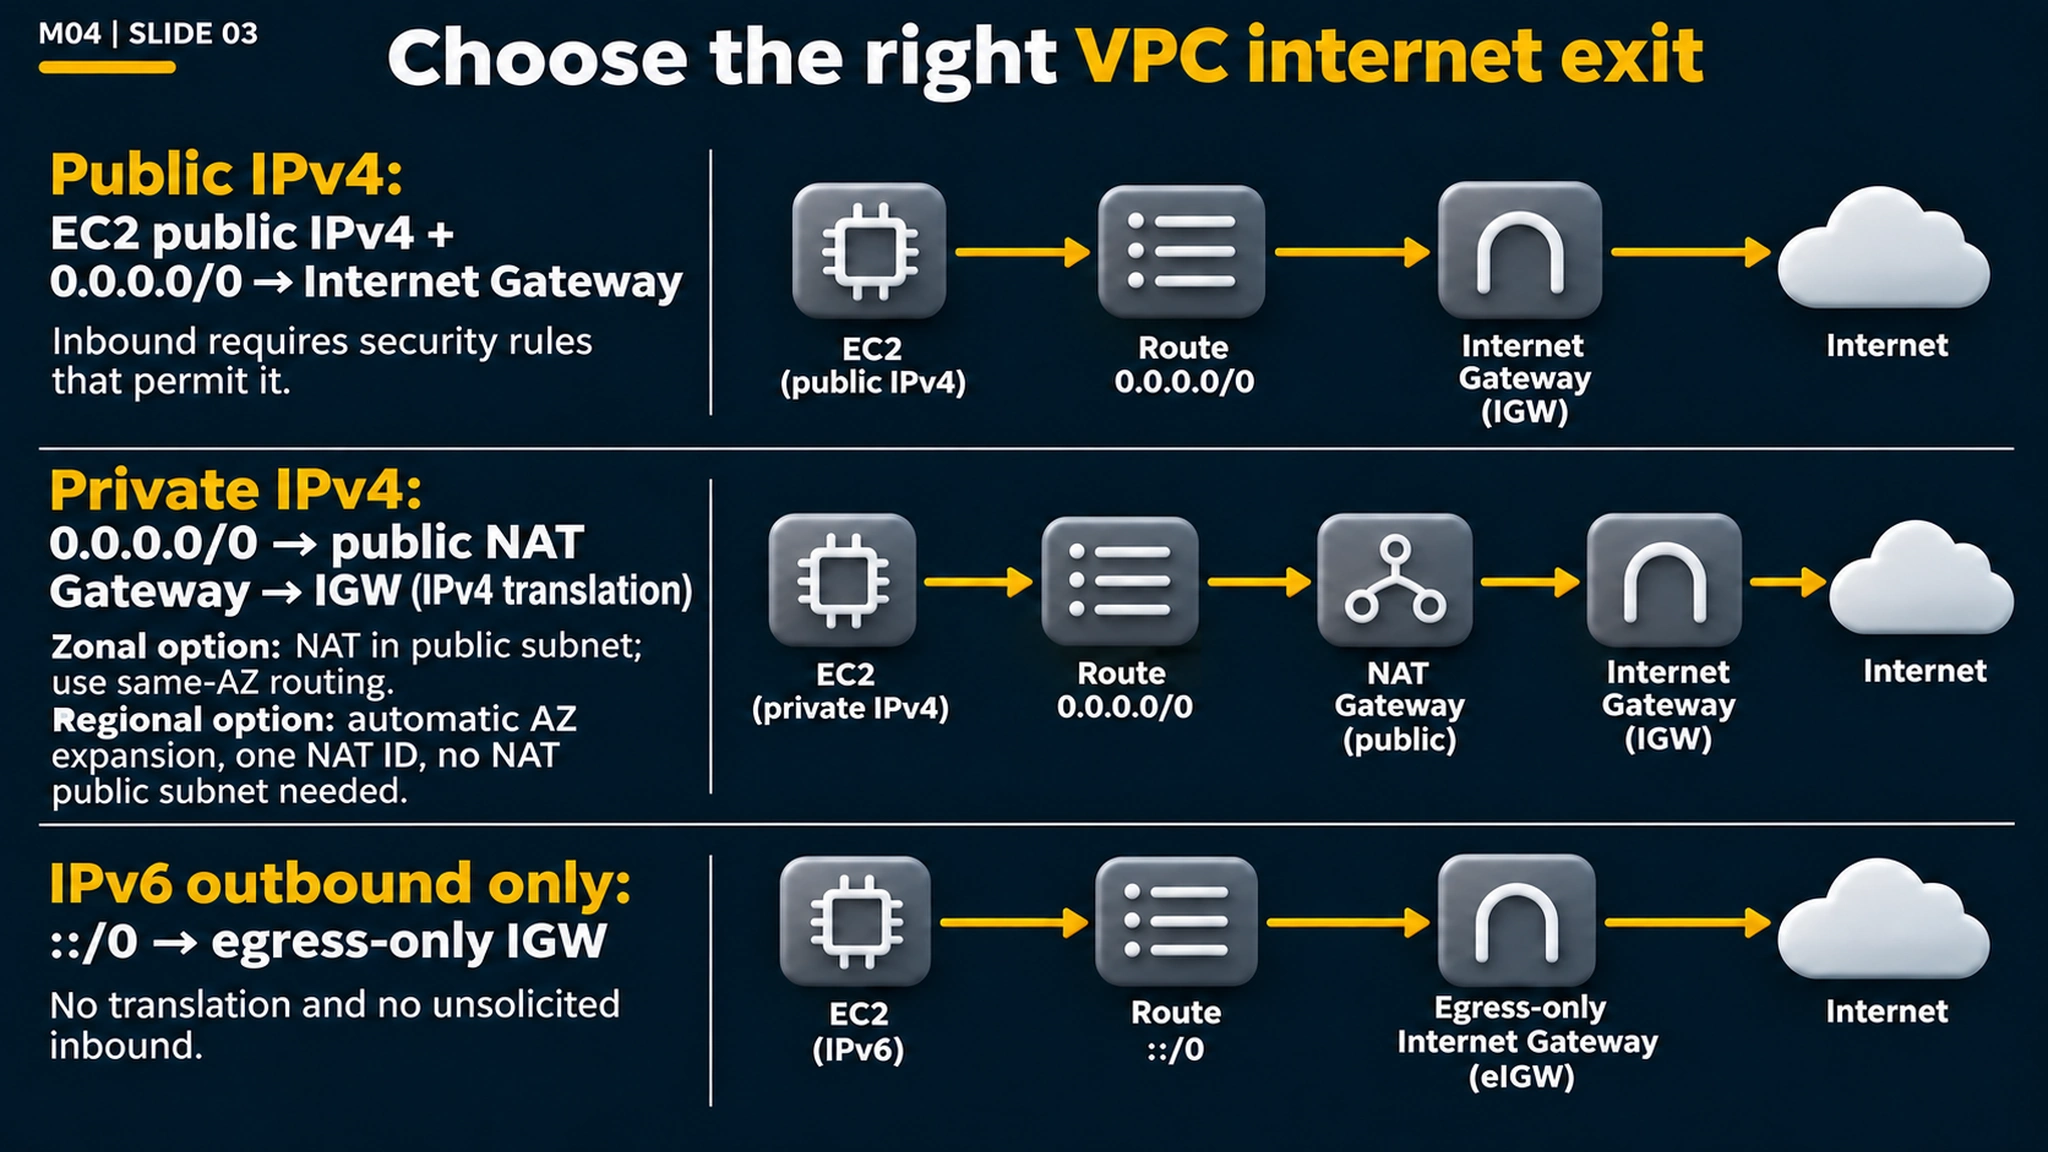 M04 | SLIDE 03
Choose the right VPC internet exit
Public IPv4:
EC2 public IPv4 +
0.0.0.0/0 → Internet Gateway
Inbound requires security rules
that permit it.
EC2
(public IPv4)
Route
0.0.0.0/0
Internet
Gateway
(IGW)
Internet
Private IPv4:
0.0.0.0/0 → public NAT
Gateway → IGW (IPv4 translation)
Zonal option: NAT in public subnet;
use same-AZ routing.
Regional option: automatic AZ
expansion, one NAT ID, no NAT
public subnet needed.
EC2
(private IPv4)
Route
0.0.0.0/0
NAT
Gateway
(public)
Internet
Gateway
(IGW)
Internet
IPv6 outbound only:
::/0 → egress-only IGW
No translation and no unsolicited
inbound.
EC2
(IPv6)
Route
::/0
Egress-only
Internet Gateway
(eIGW)
Internet